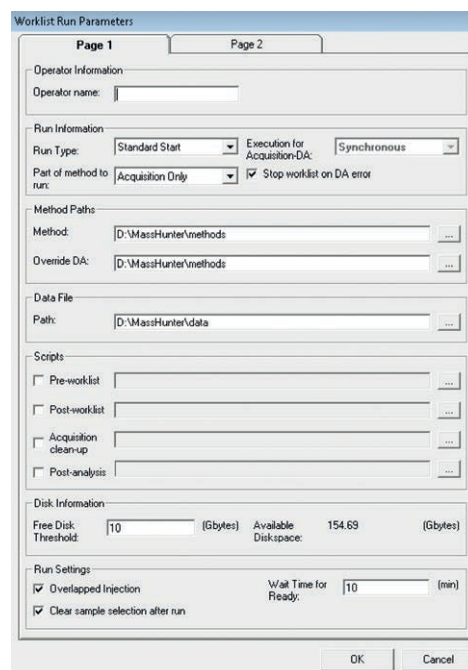 Worklist Run Parameters
Page 1 Page 2
Operator Information
Operator name:
Run Information
Run Type: Standard Start Execution for Acquisition-DA: Synchronous
Part of method to run: Acquisition Only Stop worklist on DA error
Method Paths
Method: D:\MassHunter\methods ...
Override DA: D:\MassHunter\methods ...
Data File
Path: D:\MassHunter\data ...
Scripts
Pre-worklist ...
Post-worklist ...
Acquisition clean-up ...
Post-analysis ...
Disk Information
Free Disk Threshold: 10 (Gbytes) Available Diskspace: 154.69 (Gbytes)
Run Settings
Overlapped Injection Wait Time for Ready: 10 (min)
Clear sample selection after run
OK Cancel